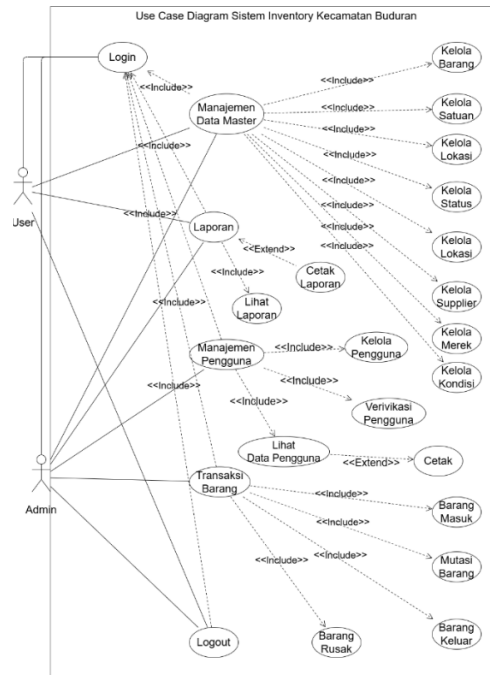 Use Case Diagram Sistem Inventory Kecamatan Buduran
Login
<<Include>>
Manajemen
Data Master
<<Include>>
Kelola
Barang
<<Include>>
Kelola
Satuan
<<Include>>
Kelola
Lokasi
<<Include>>
<<Include>>
Kelola
Status
User
<<Include>>
Laporan
<<Include>>
<<Include>>
<<Include>>
Kelola
Lokasi
<<Extend>>
Cetak
Laporan
<<Include>>
Lihat
Laporan
Kelola
Supplier
Kelola
Merek
Manajemen
Pengguna
<<Include>>
Kelola
Pengguna
Kelola
Kondisi
<<Include>>
<<Include>>
<<Include>>
Verivikasi
Pengguna
Lihat
Data Pengguna
<<Extend>>
Cetak
Admin
Transaksi
Barang
<<Include>>
Barang
Masuk
<<Include>>
<<Include>>
<<Include>>
Mutasi
Barang
Logout
Barang
Rusak
Barang
Keluar